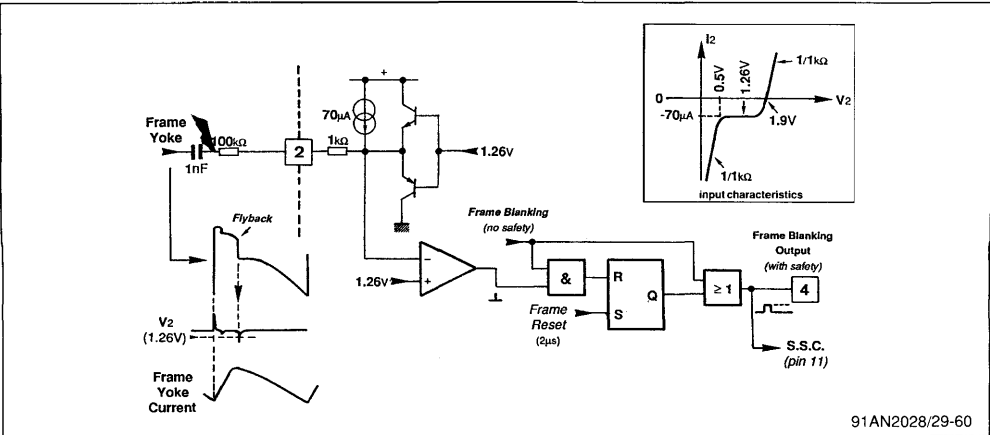 Frame
Yoke
1nF
100kΩ
2
1kΩ
70µA
+
1.26V
I2
0.5V
1.26V
1/1kΩ
0
V2
-70µA
1.9V
1/1kΩ
input characteristics
Flyback
V2
(1.26V)
Frame
Yoke
Current
1.26V
−
+
Frame Blanking
(no safety)
&
Frame
Reset
(2µs)
R
S
Q
≥ 1
Frame Blanking
Output
(with safety)
4
S.S.C.
(pin 11)
91AN2028/29-60